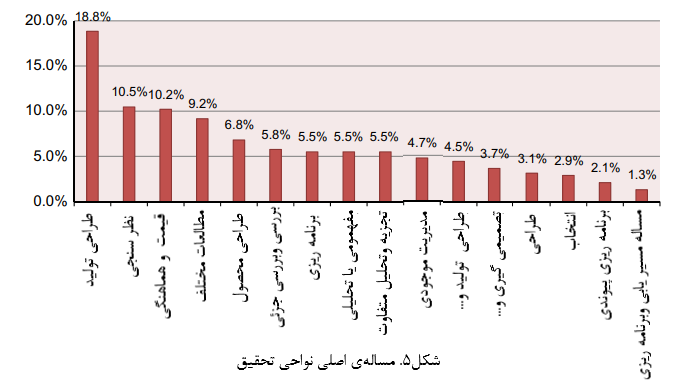 20.0%
15.0%
10.0%
5.0%
0.0%
18.8%
10.5%
10.2%
9.2%
6.8%
5.8%
5.5%
5.5%
5.5%
4.7%
4.5%
3.7%
3.1%
2.9%
2.1%
1.3%
طراحی تولید
نظر سنجی
قیمت و هماهنگی
مطالعات مختلف
طراحی محصول
بررسی وبررسی جزئی
برنامه ریزی
مفهمومی یا تحلیلی
تجزیه وتحلیل متفاوت
مدیریت موجودی
طراحی تولید و...
تصمیمی گیری و...
طراحی
انتخاب
برنامه ریزی پیوندی
مساله مسیر یابی وبرنامه ریزی
شکل۵. مساله‌ی اصلی نواحی تحقیق